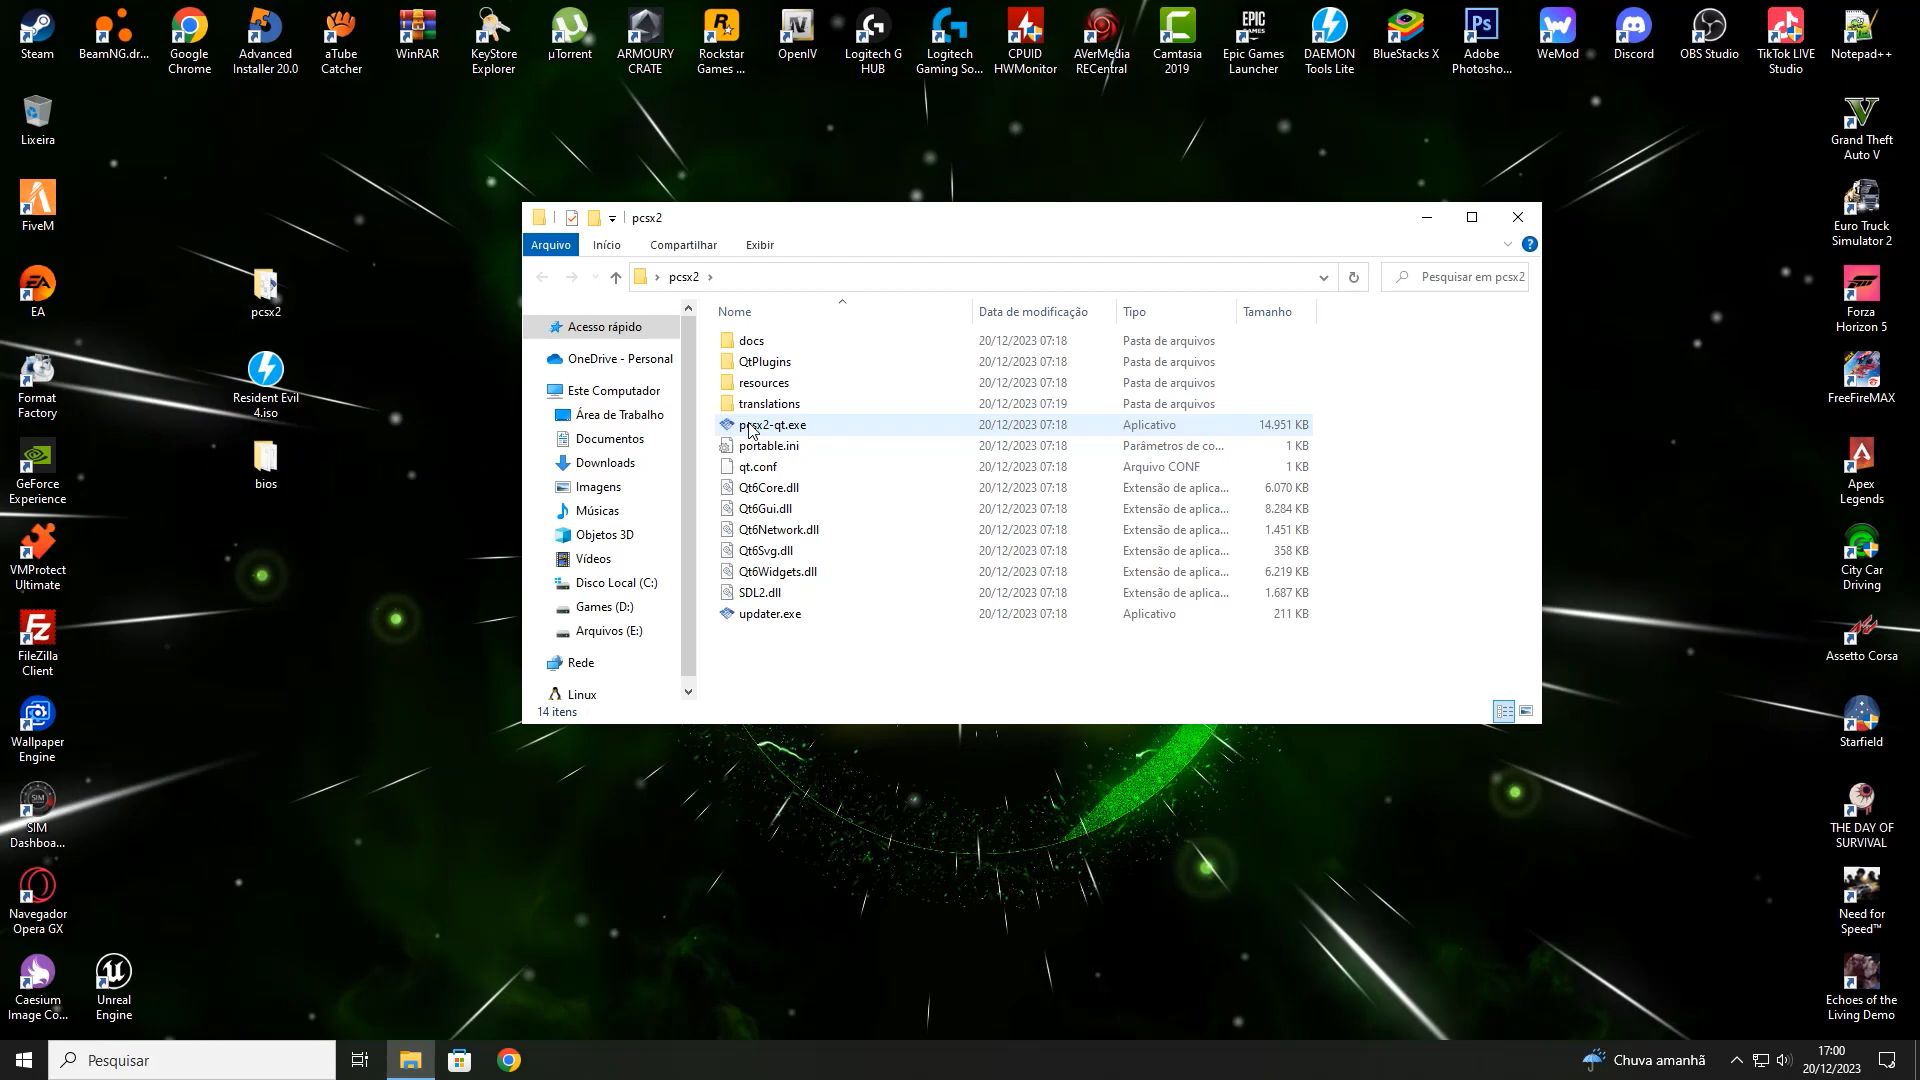 Steam
BeamNG.dr...
Google
Chrome
Advanced
Installer 20.0
aTube
Catcher
WinRAR
KeyStore
Explorer
µTorrent
ARMOURY
CRATE
Rockstar
Games ...
OpenIV
Logitech G
HUB
Logitech
Gaming So...
CPUID
HWMonitor
AVerMedia
RECentral
Camtasia
2019
Epic Games
Launcher
DAEMON
Tools Lite
BlueStacks X
Adobe
Photosho...
WeMod
Discord
OBS Studio
TikTok LIVE
Studio
Notepad++
Lixeira
FiveM
EA
Format
Factory
GeForce
Experience
VMProtect
Ultimate
FileZilla
Client
Wallpaper
Engine
SIM
Dashboa...
Navegador
Opera GX
Caesium
Image Co...
Unreal
Engine
pcsx2
Resident Evil
4.iso
bios
pcsx2
Arquivo Início Compartilhar Exibir
pcsx2
Pesquisar em pcsx2
Acesso rápido
OneDrive - Personal
Este Computador
Área de Trabalho
Documentos
Downloads
Imagens
Músicas
Objetos 3D
Vídeos
Disco Local (C:)
Games (D:)
Arquivos (E:)
Rede
Linux
14 itens
Nome Data de modificação Tipo Tamanho
docs 20/12/2023 07:18 Pasta de arquivos
QtPlugins 20/12/2023 07:18 Pasta de arquivos
resources 20/12/2023 07:18 Pasta de arquivos
translations 20/12/2023 07:19 Pasta de arquivos
pcsx2-qt.exe 20/12/2023 07:18 Aplicativo 14.951 KB
portable.ini 20/12/2023 07:18 Parâmetros de co... 1 KB
qt.conf 20/12/2023 07:18 Arquivo CONF 1 KB
Qt6Core.dll 20/12/2023 07:18 Extensão de aplica... 6.070 KB
Qt6Gui.dll 20/12/2023 07:18 Extensão de aplica... 8.284 KB
Qt6Network.dll 20/12/2023 07:18 Extensão de aplica... 1.451 KB
Qt6Svg.dll 20/12/2023 07:18 Extensão de aplica... 358 KB
Qt6Widgets.dll 20/12/2023 07:18 Extensão de aplica... 6.219 KB
SDL2.dll 20/12/2023 07:18 Extensão de aplica... 1.687 KB
updater.exe 20/12/2023 07:18 Aplicativo 211 KB
Grand Theft
Auto V
Euro Truck
Simulator 2
Forza
Horizon 5
FreeFireMAX
Apex
Legends
City Car
Driving
Assetto Corsa
Starfield
THE DAY OF
SURVIVAL
Need for
Speed™
Echoes of the
Living Demo
Pesquisar
Chuva amanhã
17:00
20/12/2023